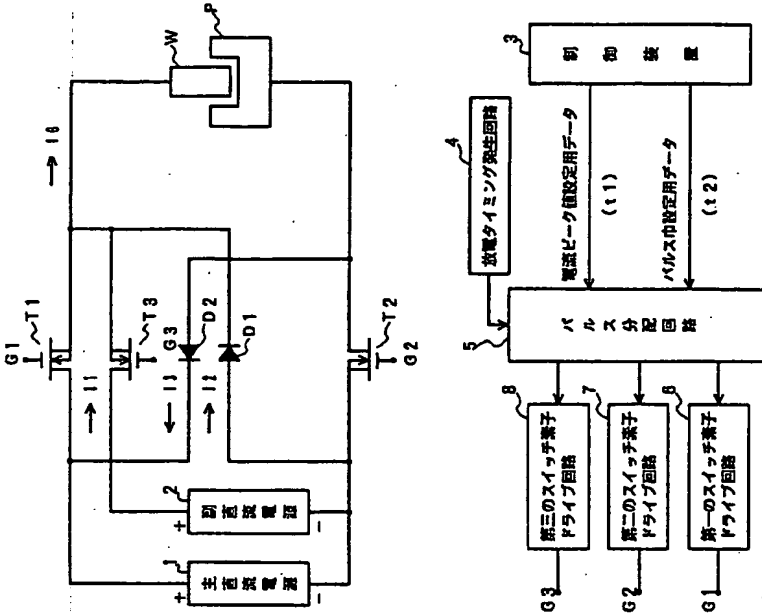 G1
T1
→ I6
W
P
→ I1
T3
G3
← I3
D2
→ I2
D1
T2
G2
1
+
主直流電源
-
2
+
副直流電源
-
3
制御装置
4
放電タイミング発生回路
電流ピーク値設定用データ
(t1)
パルス巾設定用データ
(t2)
5
パルス分配回路
8
第三のスイッチ素子
ドライブ回路
G3
7
第二のスイッチ素子
ドライブ回路
G2
6
第一のスイッチ素子
ドライブ回路
G1